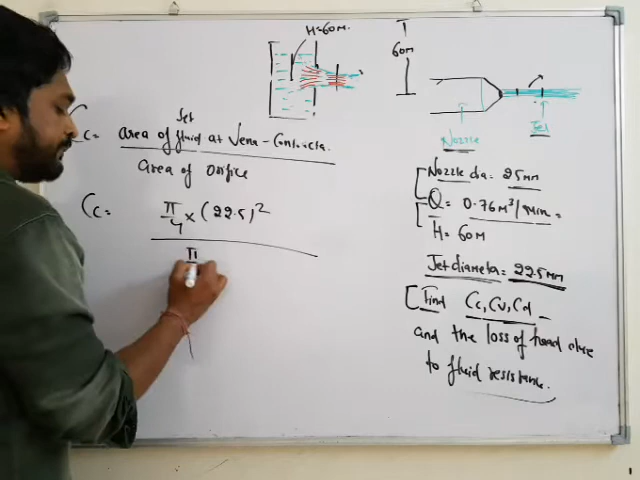 H=60m.
60m
Nozzle
Jet
Jet
Cc= area of fluid at Vena-Contracta.
area of orifice
Cc= π/4 × (22.5)²
π
Nozzle dia = 25mm
Q = 0.76m³/min
H = 60m
Jet diameter = 22.5mm
Find Cc, Cv, Cd
and the loss of head due
to fluid resistance.